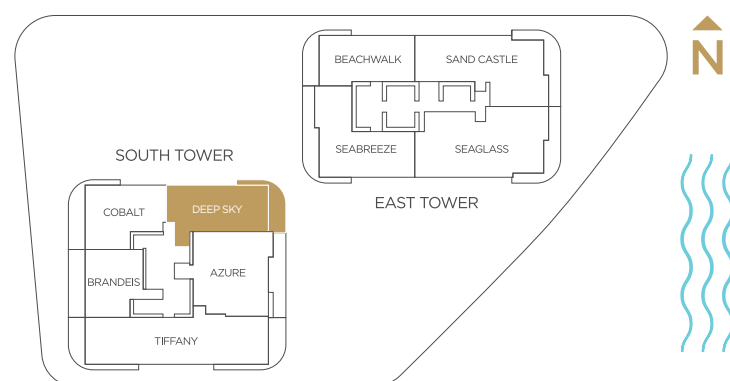 BEACHWALK
SAND CASTLE
N
SEABREEZE
SEAGLASS
SOUTH TOWER
EAST TOWER
COBALT
DEEP SKY
BRANDEIS
AZURE
TIFFANY